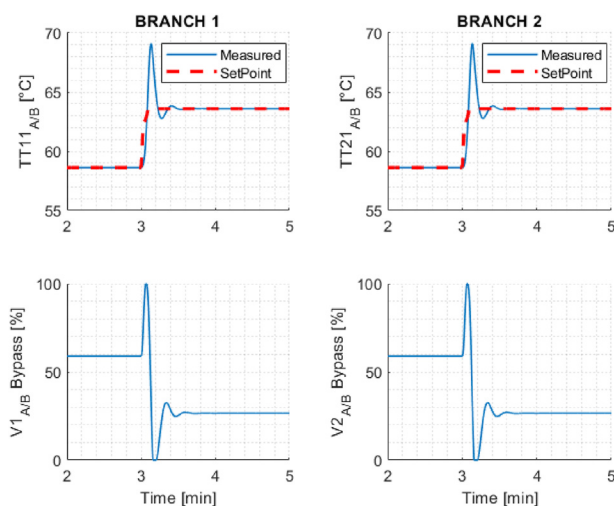 BRANCH 1
TT11A/B [°C]
70
65
60
55
Measured
SetPoint
2
3
4
5
BRANCH 2
TT21A/B [°C]
70
65
60
55
Measured
SetPoint
2
3
4
5
V1A/B Bypass [%]
100
50
0
2
3
4
5
Time [min]
V2A/B Bypass [%]
100
50
0
2
3
4
5
Time [min]